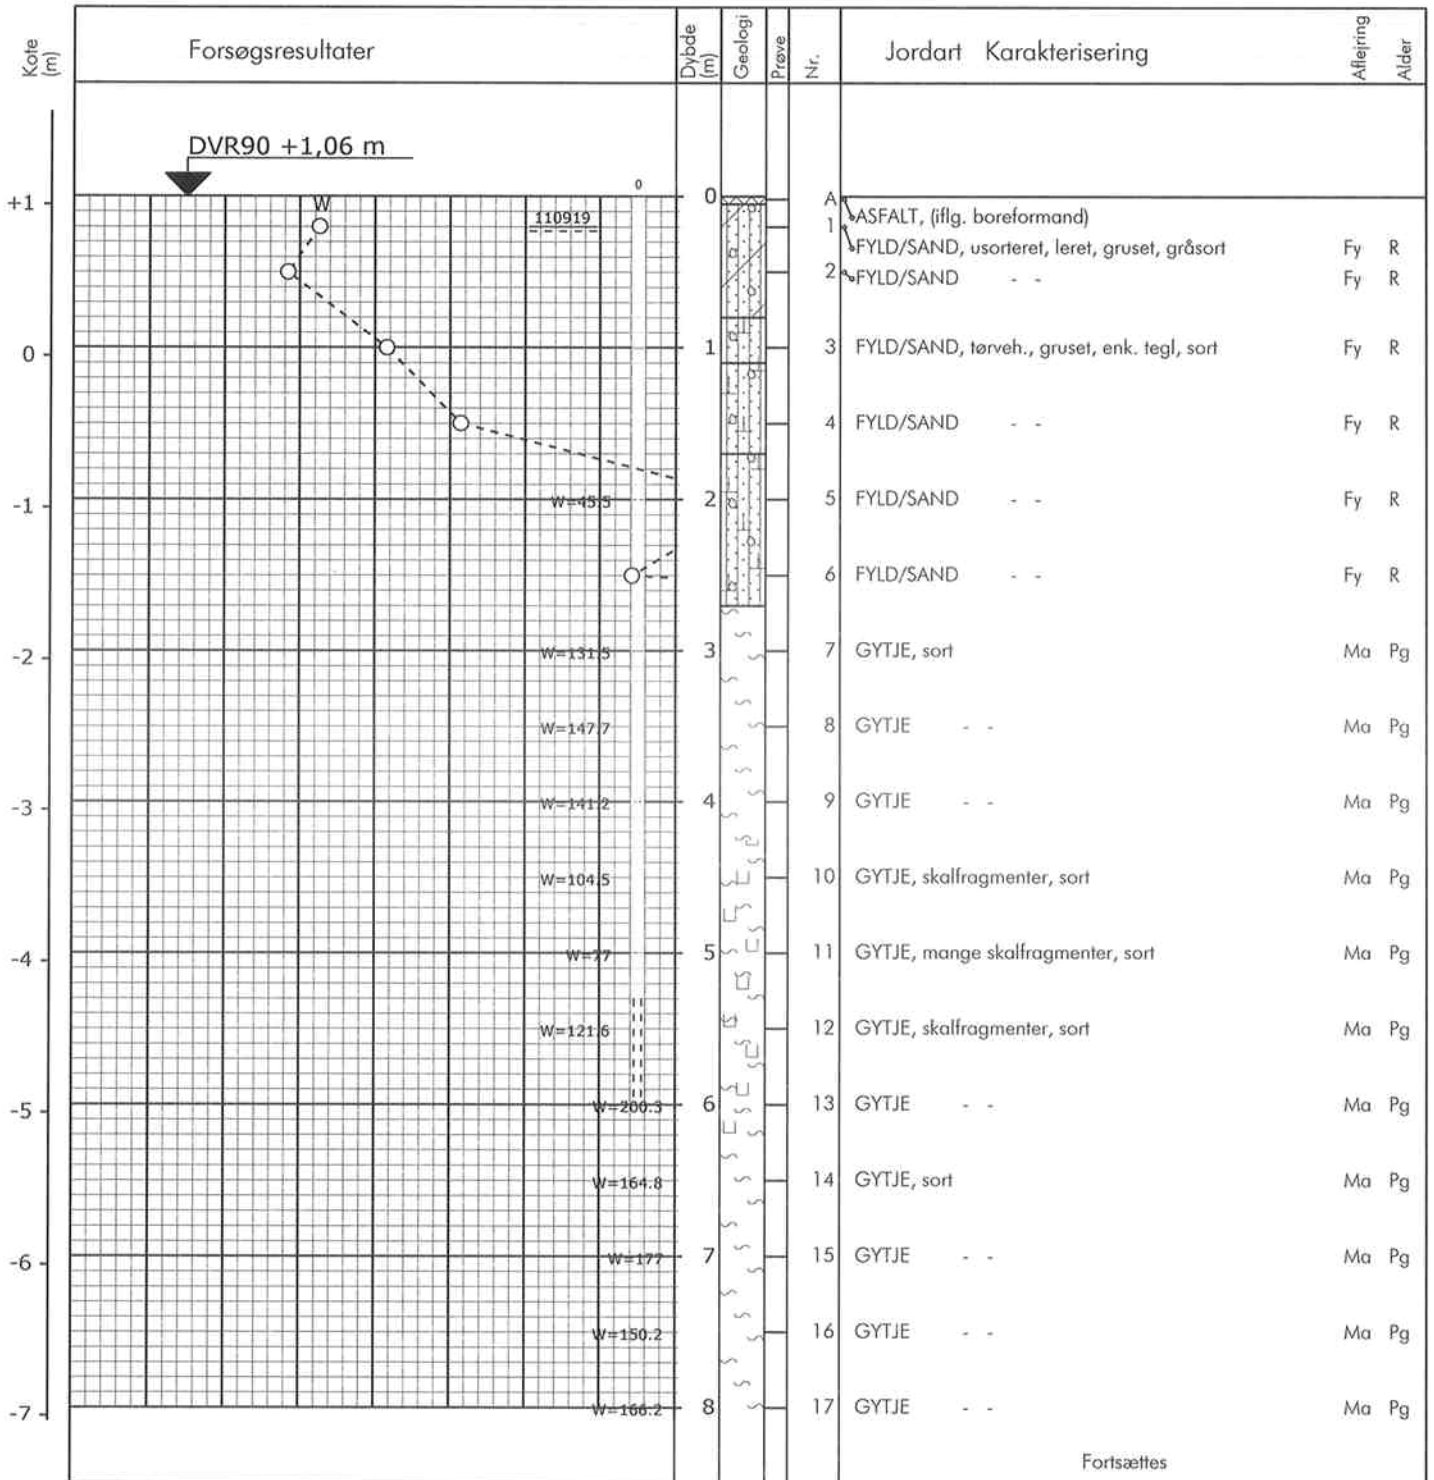 Kote (m) Forsøgsresultater Dybde (m) Geologi Prøve Nr. Jordart Karakterisering Aflejring Alder
DVR90 +1,06 m
0
+1 W 110919 0 A ASFALT, (iflg. boreformand)
1 FYLD/SAND, usorteret, leret, gruset, gråsort Fy R
2 FYLD/SAND - - Fy R
0 1 3 FYLD/SAND, tørveh., gruset, enk. tegl, sort Fy R
4 FYLD/SAND - - Fy R
-1 W=45.5 2 5 FYLD/SAND - - Fy R
6 FYLD/SAND - - Fy R
-2 W=131.5 3 7 GYTJE, sort Ma Pg
W=147.7 8 GYTJE - - Ma Pg
-3 W=141.2 4 9 GYTJE - - Ma Pg
W=104.5 10 GYTJE, skalfragmenter, sort Ma Pg
-4 W=77 5 11 GYTJE, mange skalfragmenter, sort Ma Pg
W=121.6 12 GYTJE, skalfragmenter, sort Ma Pg
-5 W=200.3 6 13 GYTJE - - Ma Pg
W=164.8 14 GYTJE, sort Ma Pg
-6 W=177 7 15 GYTJE - - Ma Pg
W=150.2 16 GYTJE - - Ma Pg
-7 W=166.2 8 17 GYTJE - - Ma Pg
Fortsættes